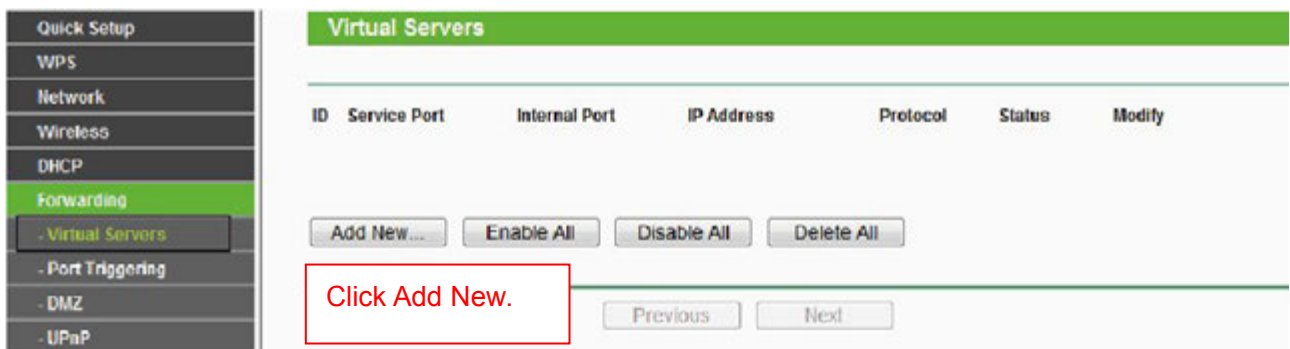 Quick Setup
WPS
Network
Wireless
DHCP
Forwarding
- Virtual Servers
- Port Triggering
- DMZ
- UPnP
Virtual Servers
ID Service Port Internal Port IP Address Protocol Status Modify
Add New... Enable All Disable All Delete All
Click Add New.
Previous Next